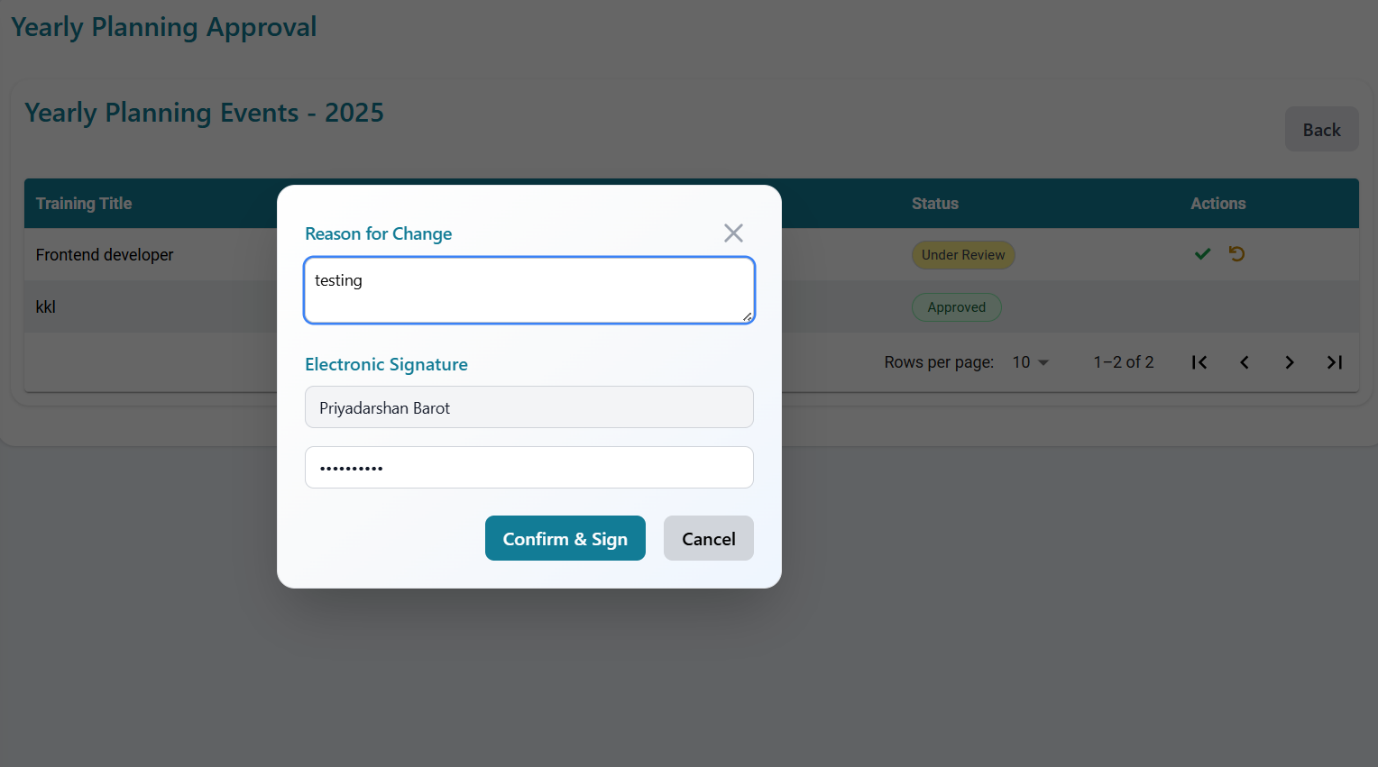 Yearly Planning Approval
Yearly Planning Events - 2025
Back
Training Title Status Actions
Reason for Change
testing
Frontend developer Under Review
kkl Approved
Electronic Signature
Priyadarshan Barot
••••••••••
Rows per page: 10 1–2 of 2
Confirm & Sign Cancel